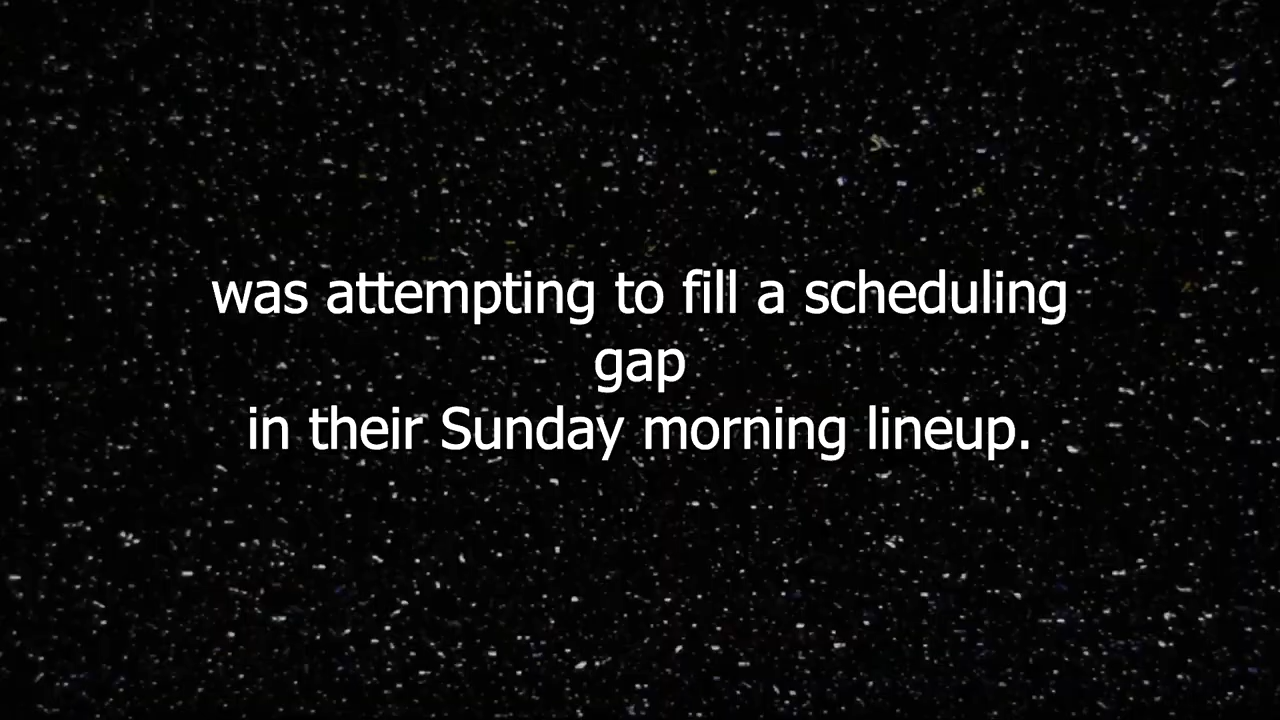 was attempting to fill a scheduling
gap
in their Sunday morning lineup.